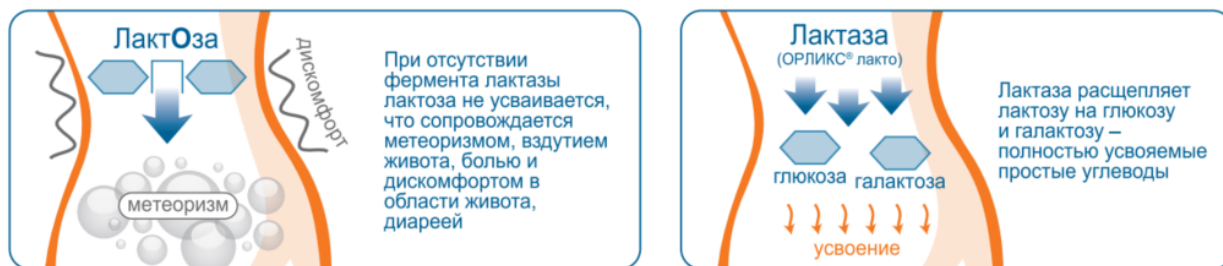 ЛактОза
дискомфорт
метеоризм
При отсутствии
фермента лактазы
лактоза не усваивается,
что сопровождается
метеоризмом, вздутием
живота, болью и
дискомфортом в
области живота,
диареей
Лактаза
(ОРЛИКС® лакто)
глюкоза
галактоза
усвоение
Лактаза расщепляет
лактозу на глюкозу
и галактозу –
полностью усвояемые
простые углеводы